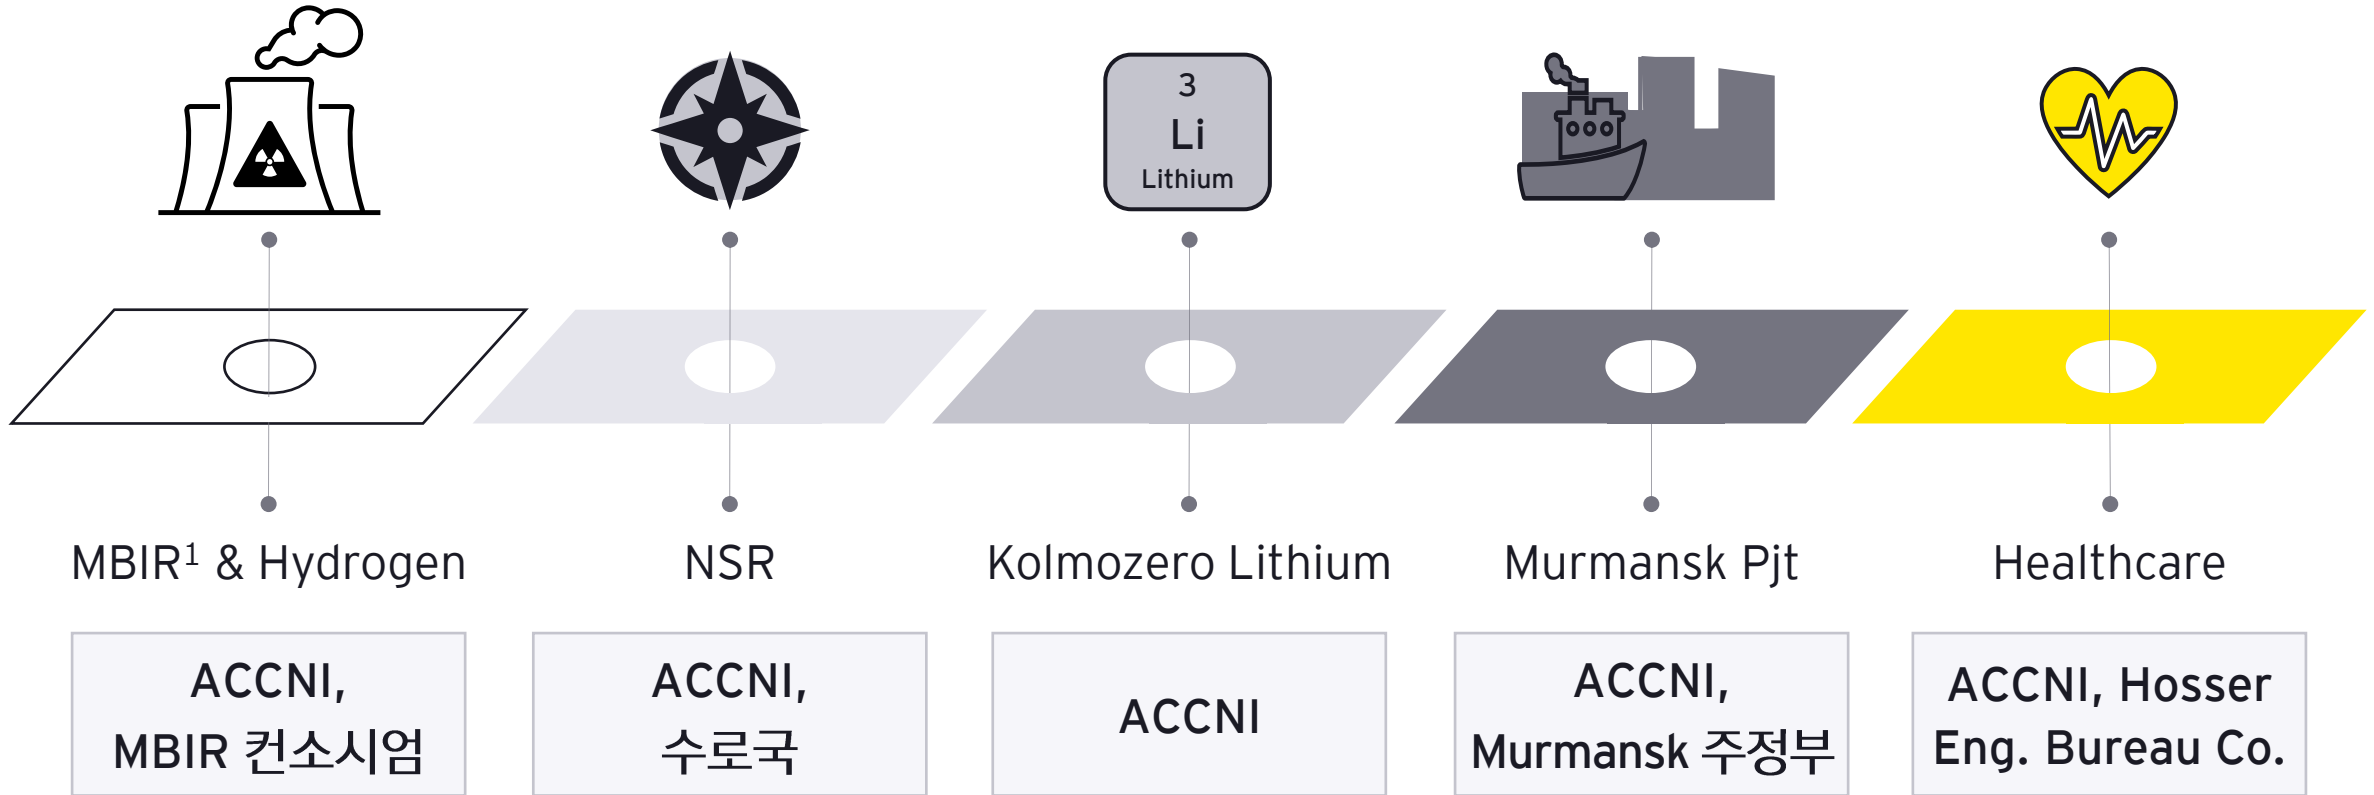 3
Li
Lithium
MBIR¹ & Hydrogen
NSR
Kolmozero Lithium
Murmansk Pjt
Healthcare
ACCNI,
MBIR 컨소시엄
ACCNI,
수로국
ACCNI
ACCNI,
Murmansk 주정부
ACCNI, Hosser
Eng. Bureau Co.